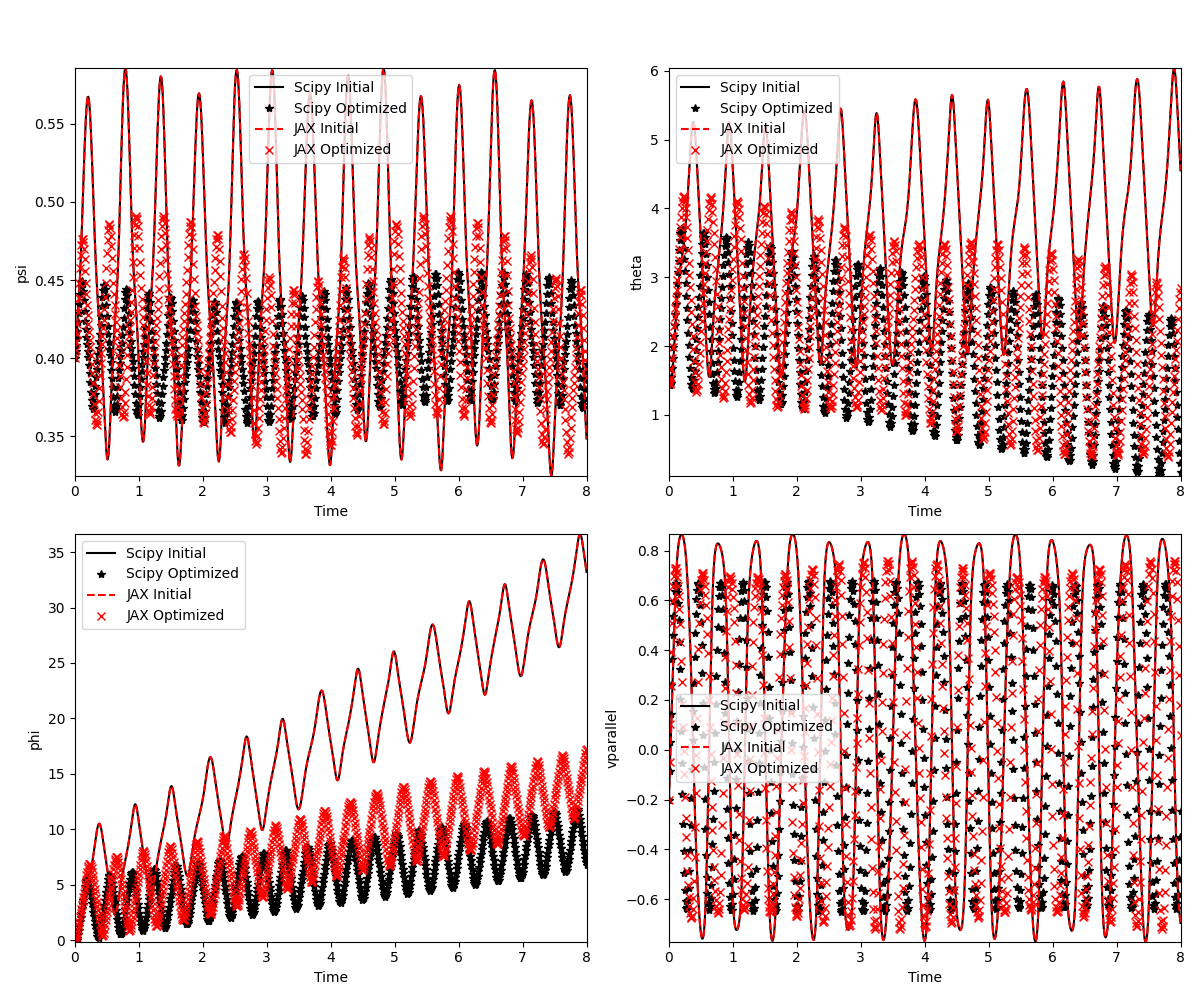 Scipy Initial
Scipy Optimized
JAX Initial
JAX Optimized
0.55
0.50
0.45
0.40
0.35
psi
0 1 2 3 4 5 6 7 8
Time
Scipy Initial
Scipy Optimized
JAX Initial
JAX Optimized
6
5
4
3
2
1
theta
0 1 2 3 4 5 6 7 8
Time
Scipy Initial
Scipy Optimized
JAX Initial
JAX Optimized
35
30
25
20
15
10
5
0
phi
0 1 2 3 4 5 6 7 8
Time
Scipy Initial
Scipy Optimized
JAX Initial
JAX Optimized
0.8
0.6
0.4
0.2
0.0
−0.2
−0.4
−0.6
vparallel
0 1 2 3 4 5 6 7 8
Time